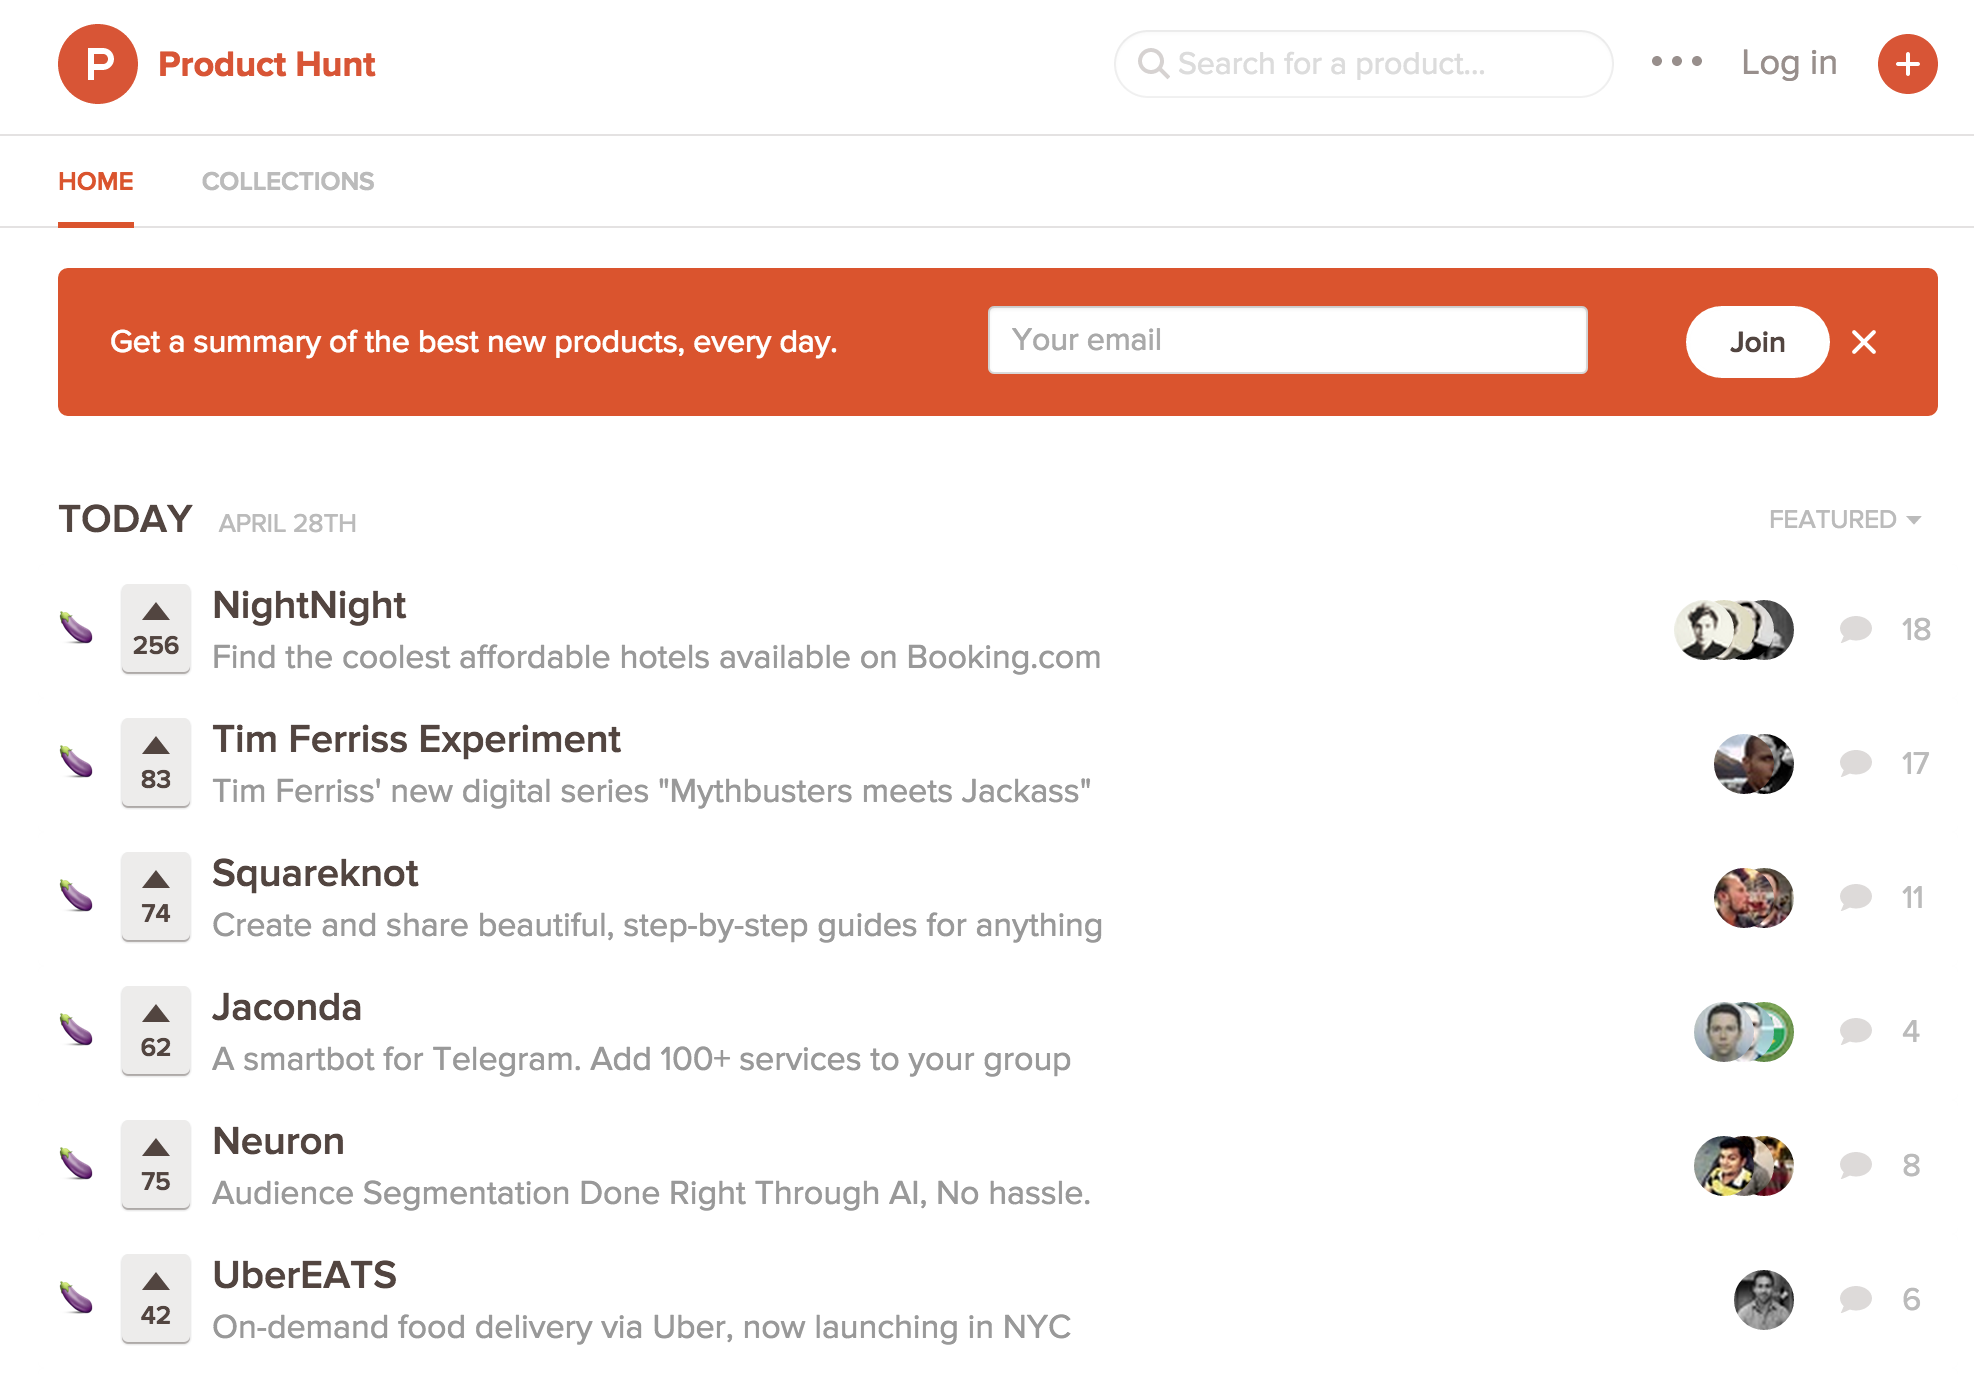 P Product Hunt
Search for a product...
••• Log in +
HOME COLLECTIONS
Get a summary of the best new products, every day.
Your email
Join ×
TODAY APRIL 28TH
FEATURED
NightNight
256
Find the coolest affordable hotels available on Booking.com
18
Tim Ferriss Experiment
83
Tim Ferriss' new digital series "Mythbusters meets Jackass"
17
Squareknot
74
Create and share beautiful, step-by-step guides for anything
11
Jaconda
62
A smartbot for Telegram. Add 100+ services to your group
4
Neuron
75
Audience Segmentation Done Right Through AI, No hassle.
8
UberEATS
42
On-demand food delivery via Uber, now launching in NYC
6